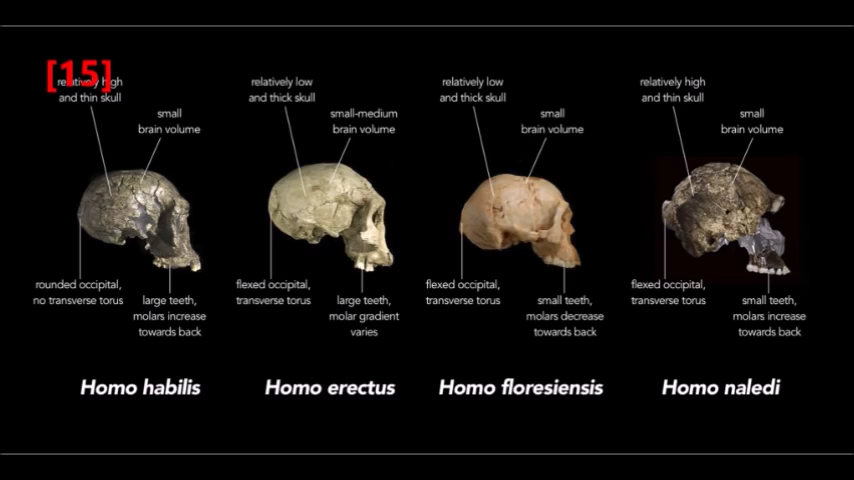 [15]
relatively high
and thin skull
small
brain volume
rounded occipital,
no transverse torus
large teeth,
molars increase
towards back
Homo habilis
relatively low
and thick skull
small-medium
brain volume
flexed occipital,
transverse torus
large teeth,
molar gradient
varies
Homo erectus
relatively low
and thick skull
small
brain volume
flexed occipital,
transverse torus
small teeth,
molars decrease
towards back
Homo floresiensis
relatively high
and thin skull
small
brain volume
flexed occipital,
transverse torus
small teeth,
molars increase
towards back
Homo naledi